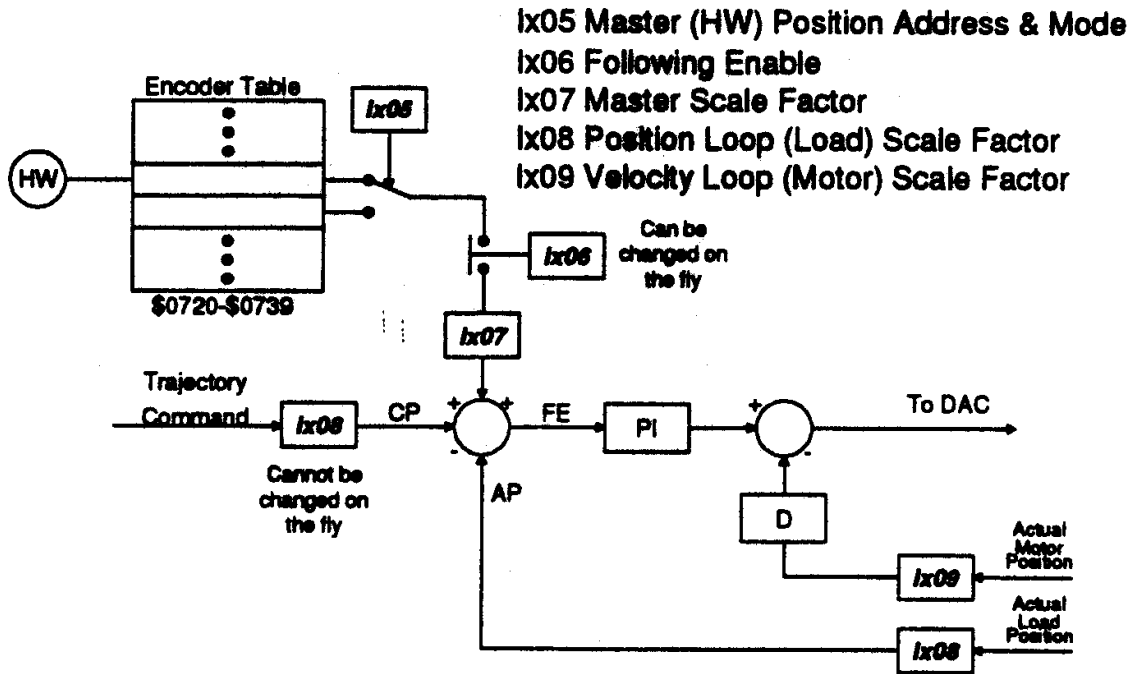 Ix05 Master (HW) Position Address & Mode
Ix06 Following Enable
Ix07 Master Scale Factor
Ix08 Position Loop (Load) Scale Factor
Ix09 Velocity Loop (Motor) Scale Factor
Encoder Table
Ix05
HW
Can be
changed on
the fly
Ix06
$0720-$0739
Ix07
Trajectory
Command
Ix08
CP
+
+
-
FE
PI
+
-
To DAC
Cannot be
changed on
the fly
AP
D
Actual
Motor
Position
Ix09
Actual
Load
Position
Ix08